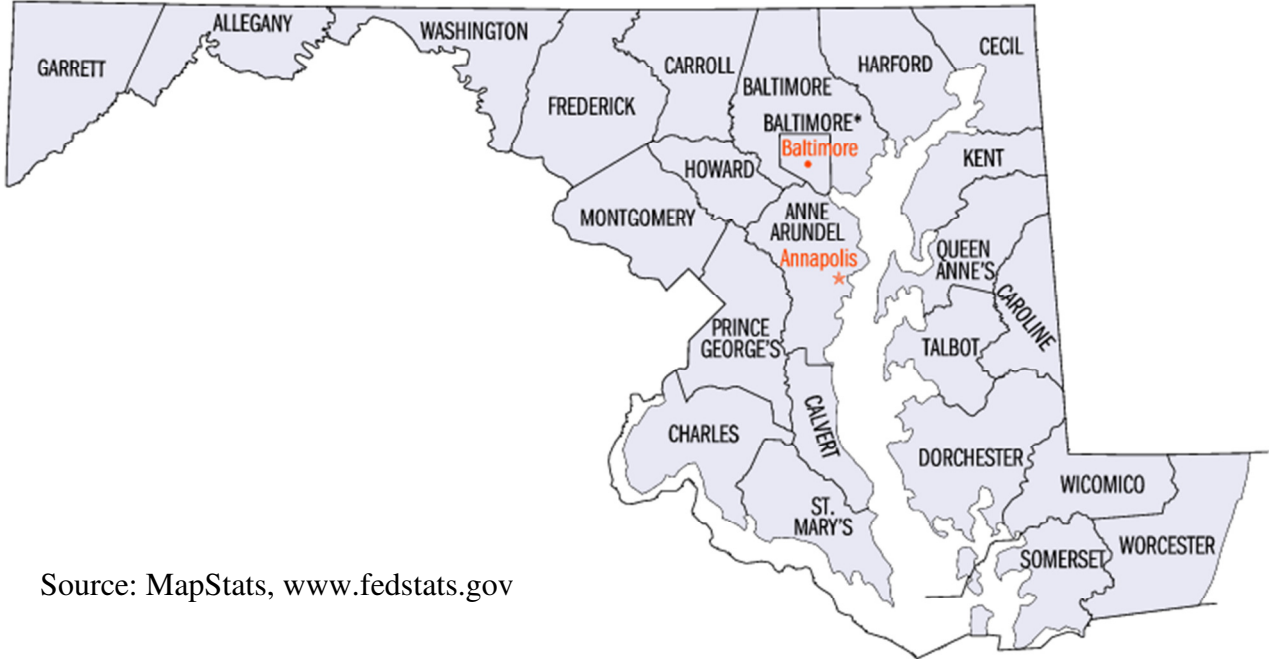 GARRETT
ALLEGANY
WASHINGTON
FREDERICK
CARROLL
BALTIMORE
HARFORD
CECIL
BALTIMORE*
Baltimore
HOWARD
KENT
MONTGOMERY
ANNE
ARUNDEL
Annapolis
QUEEN
ANNE'S
CAROLINE
PRINCE
GEORGE'S
TALBOT
CHARLES
CALVERT
DORCHESTER
WICOMICO
ST.
MARY'S
SOMERSET
WORCESTER
Source: MapStats, www.fedstats.gov